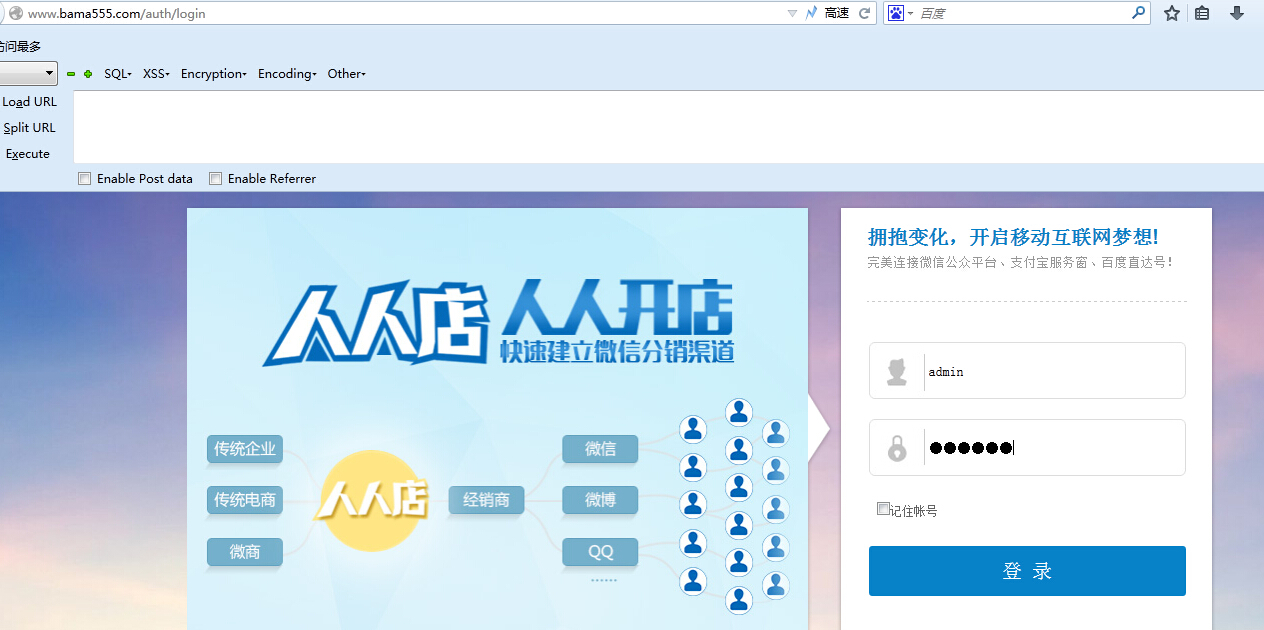 www.bama555.com/auth/login
高速
百度
访问最多
SQL
XSS
Encryption
Encoding
Other
Load URL
Split URL
Execute
Enable Post data
Enable Referrer
人人店
人人开店
快速建立微信分销渠道
传统企业
传统电商
微商
人人店
经销商
微信
微博
QQ
......
拥抱变化，开启移动互联网梦想!
完美连接微信公众平台、支付宝服务窗、百度直达号!
admin
●●●●●●
记住帐号
登 录